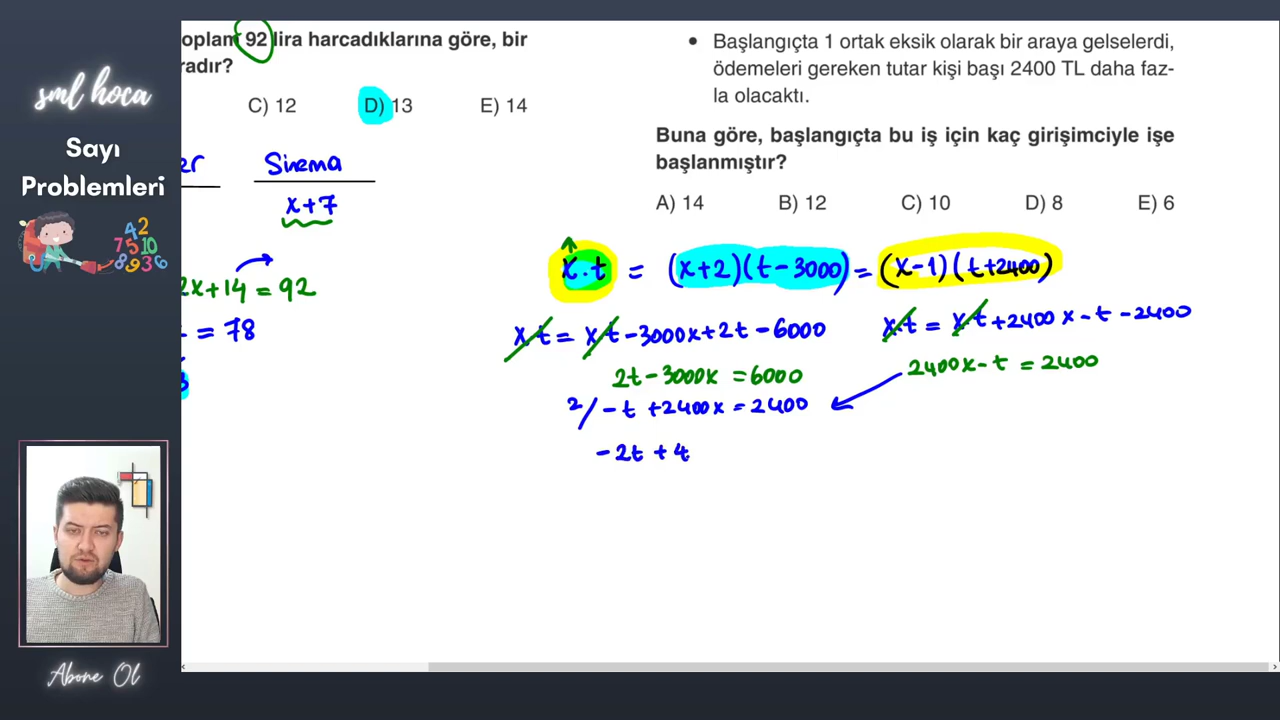 sml hoca
Sayı
Problemleri
oplam 92 lira harcadıklarına göre, bir
radır?
C) 12 D) 13 E) 14
er Sinema
x+7
2x+14 = 92
= 78
• Başlangıçta 1 ortak eksik olarak bir araya gelselerdi,
ödemeleri gereken tutar kişi başı 2400 TL daha faz-
la olacaktı.
Buna göre, başlangıçta bu iş için kaç girişimciyle işe
başlanmıştır?
A) 14 B) 12 C) 10 D) 8 E) 6
x.t = (x+2)(t-3000) = (x-1)(t+2400)
x.t = x.t -3000x+2t-6000
2t-3000x = 6000
2/ -t +2400x = 2400
-2t + 4
x.t = x.t +2400x -t -2400
2400x-t = 2400
Abone Ol